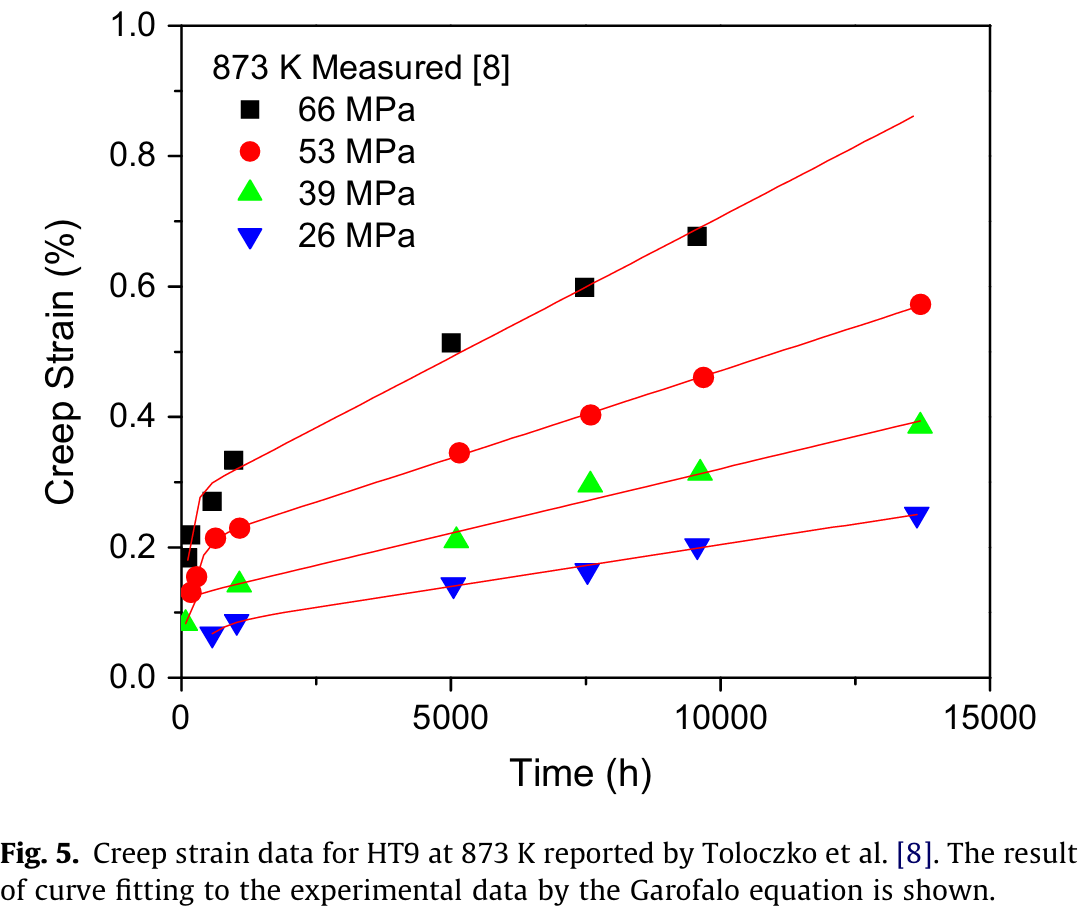 1.0
0.8
0.6
0.4
0.2
0.0
Creep Strain (%)
873 K Measured [8]
66 MPa
53 MPa
39 MPa
26 MPa
0
5000
10000
15000
Time (h)
Fig. 5. Creep strain data for HT9 at 873 K reported by Toloczko et al. [8]. The result
of curve fitting to the experimental data by the Garofalo equation is shown.